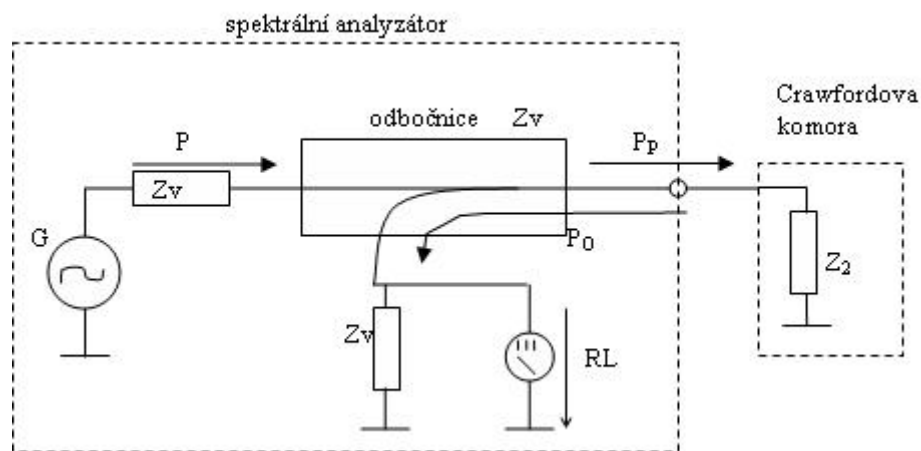 spektrální analyzátor
odbočnice Zv
Crawfordova
komora
P
Pp
Zv
G
P0
Z2
Zv
RL